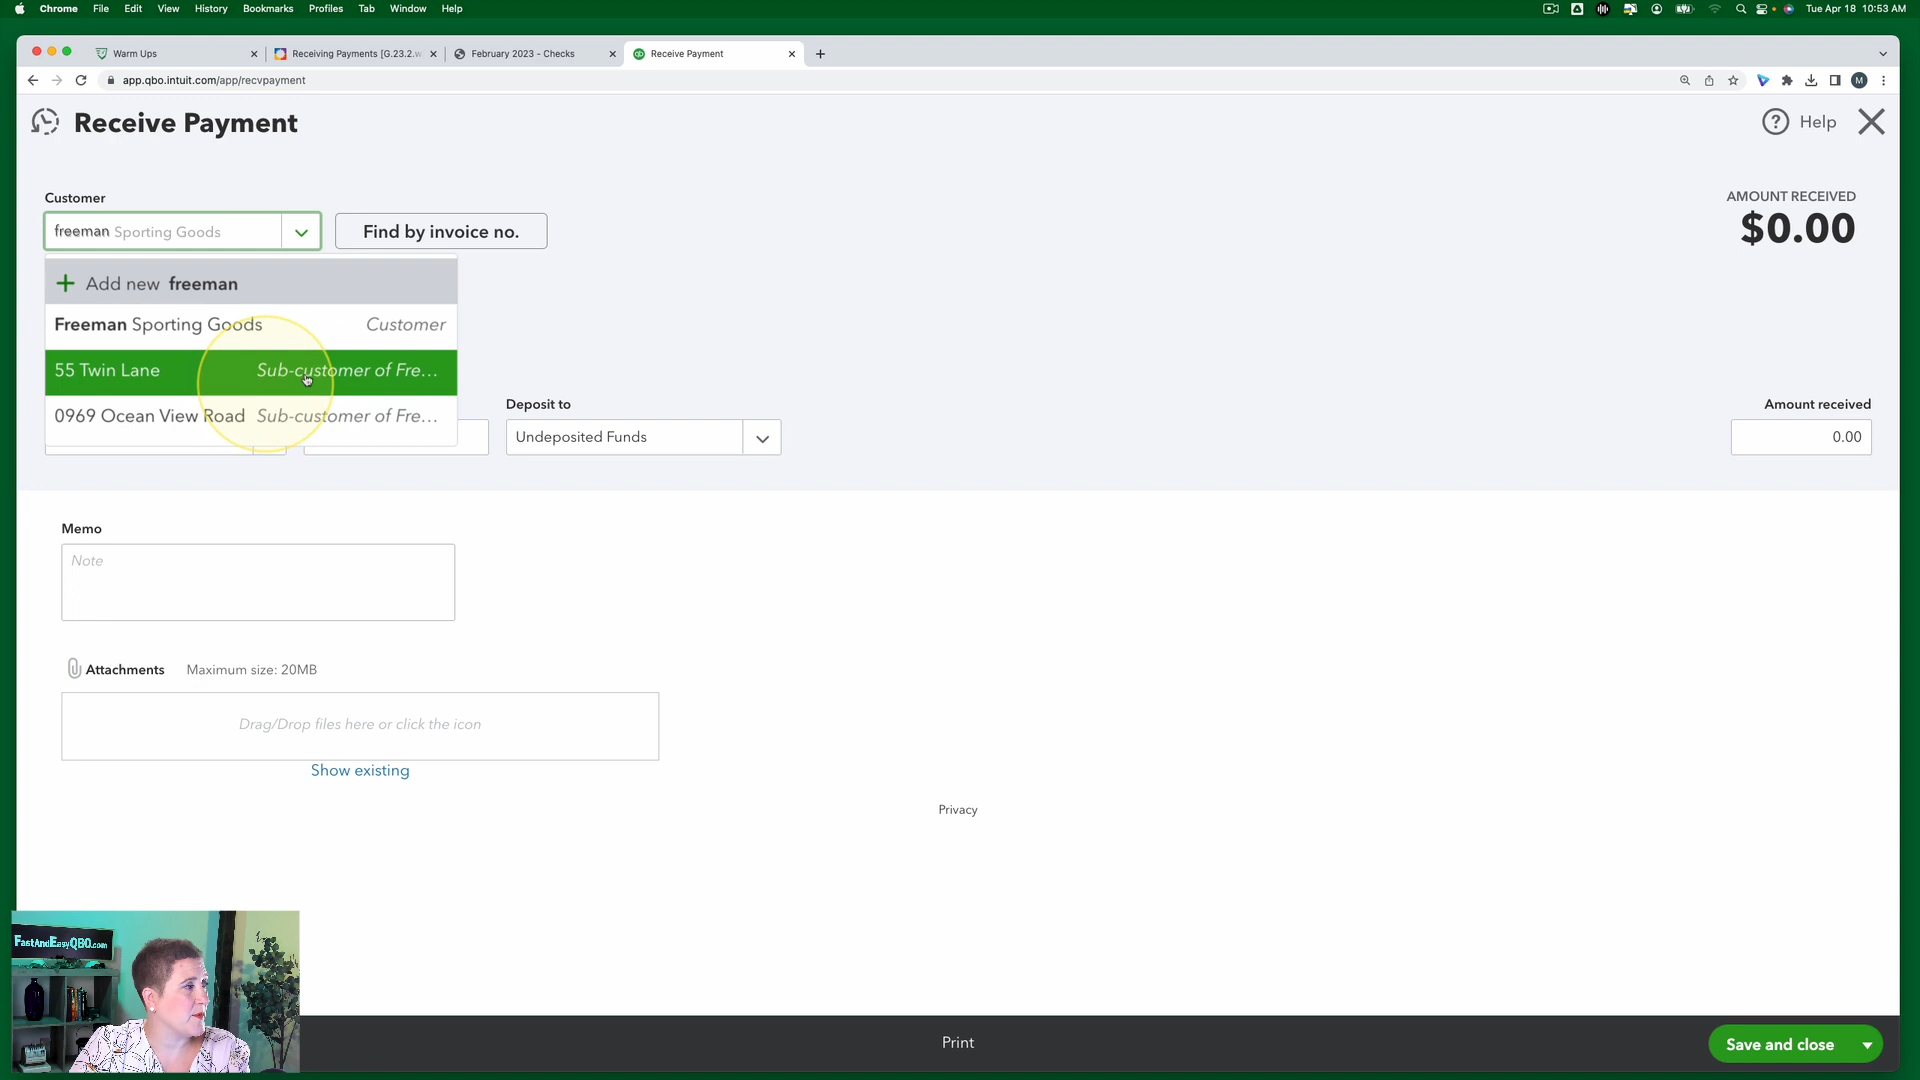 Chrome File Edit View History Bookmarks Profiles Tab Window Help Tue Apr 18 10:53 AM
Warm Ups Receiving Payments [G.23.2.w February 2023 - Checks Receive Payment
app.qbo.intuit.com/app/recvpayment M
Receive Payment Help
Customer AMOUNT RECEIVED
freeman Sporting Goods Find by invoice no. $0.00
Add new freeman
Freeman Sporting Goods Customer
55 Twin Lane Sub-customer of Fre...
0969 Ocean View Road Sub-customer of Fre...
Deposit to Amount received
Undeposited Funds 0.00
Memo
Note
Attachments Maximum size: 20MB
Drag/Drop files here or click the icon
Show existing
Privacy
FastAndEasyQBO.com
Print Save and close